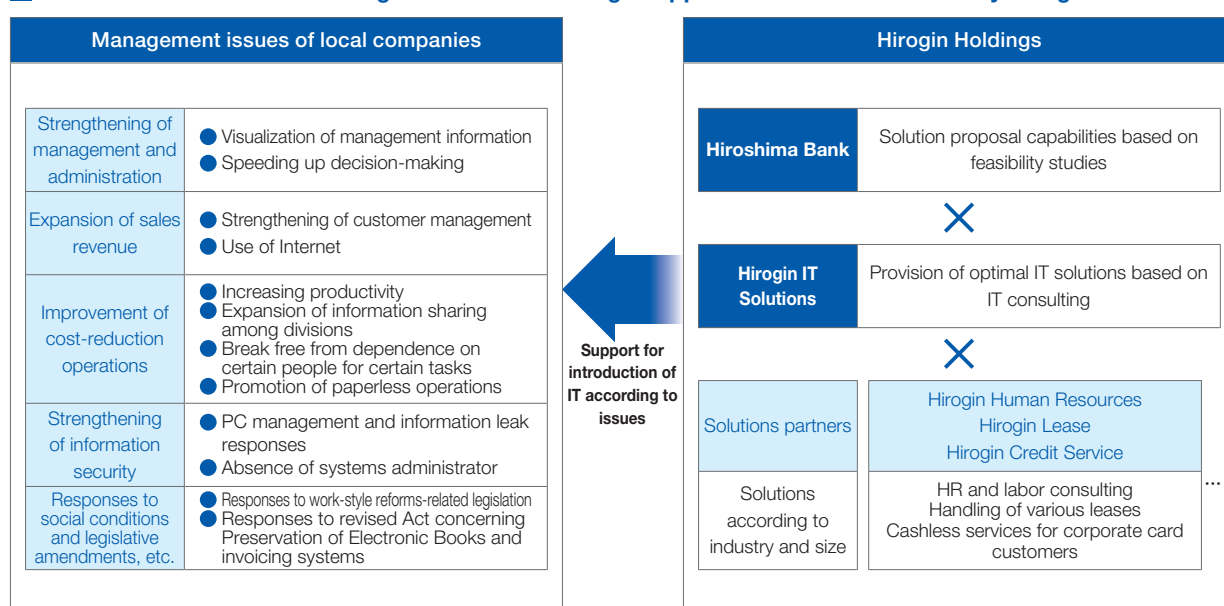 Management issues of local companies
Strengthening of
management and
administration
● Visualization of management information
● Speeding up decision-making
Expansion of sales
revenue
● Strengthening of customer management
● Use of Internet
Improvement of
cost-reduction
operations
● Increasing productivity
● Expansion of information sharing
among divisions
● Break free from dependence on
certain people for certain tasks
● Promotion of paperless operations
Strengthening
of information
security
● PC management and information leak
responses
● Absence of systems administrator
Responses to
social conditions
and legislative
amendments, etc.
● Responses to work-style reforms-related legislation
● Responses to revised Act concerning
Preservation of Electronic Books and
invoicing systems
Support for
introduction of
IT according to
issues
Hirogin Holdings
Hiroshima Bank
Solution proposal capabilities based on
feasibility studies
×
Hirogin IT
Solutions
Provision of optimal IT solutions based on
IT consulting
×
Solutions partners
Hirogin Human Resources
Hirogin Lease
Hirogin Credit Service
Solutions
according to
industry and size
HR and labor consulting
Handling of various leases
Cashless services for corporate card
customers
...